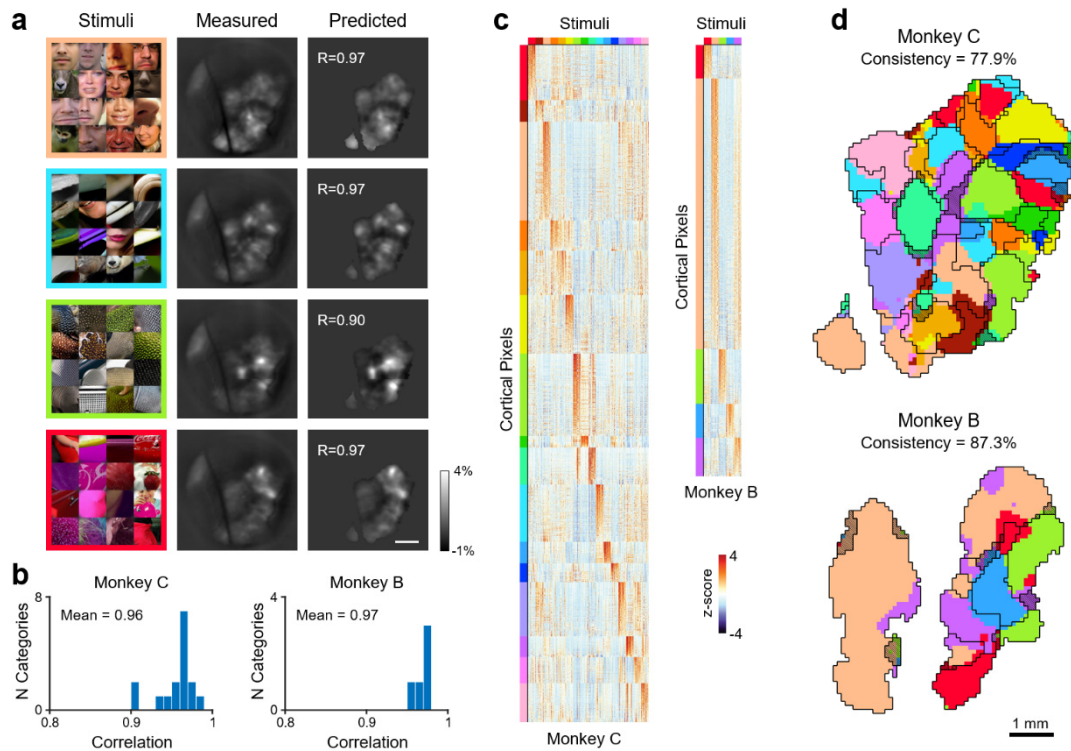 a
Stimuli
Measured
Predicted
R=0.97
R=0.97
R=0.90
R=0.97
4%
-1%
b
Monkey C
Mean = 0.96
N Categories
8
0
0.8
0.9
1
Correlation
Monkey B
Mean = 0.97
N Categories
4
0
0.8
0.9
1
Correlation
c
Stimuli
Cortical Pixels
Monkey C
Stimuli
Cortical Pixels
Monkey B
z-score
4
-4
d
Monkey C
Consistency = 77.9%
Monkey B
Consistency = 87.3%
1 mm